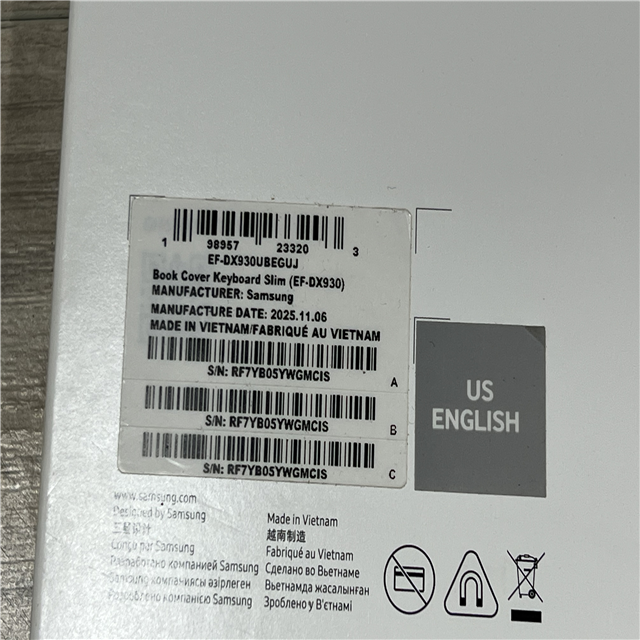 1 98957 23320 3
EF-DX930UBEGUJ
Book Cover Keyboard Slim (EF-DX930)
MANUFACTURER: Samsung
MANUFACTURE DATE: 2025.11.06
MADE IN VIETNAM/FABRIQUÉ AU VIETNAM
S/N: RF7YB05YWGMCIS
A
S/N: RF7YB05YWGMCIS
B
S/N: RF7YB05YWGMCIS
C
US
ENGLISH
www.samsung.com
Designed by Samsung
三星设计
Conçu par Samsung
Разработано компанией Samsung
Samsung компаниясы әзірлеген
Розроблено компанією Samsung
Made in Vietnam
越南制造
Fabriqué au Vietnam
Сделано во Вьетнаме
Вьетнамда жасалынған
Зроблено у В'єтнамі